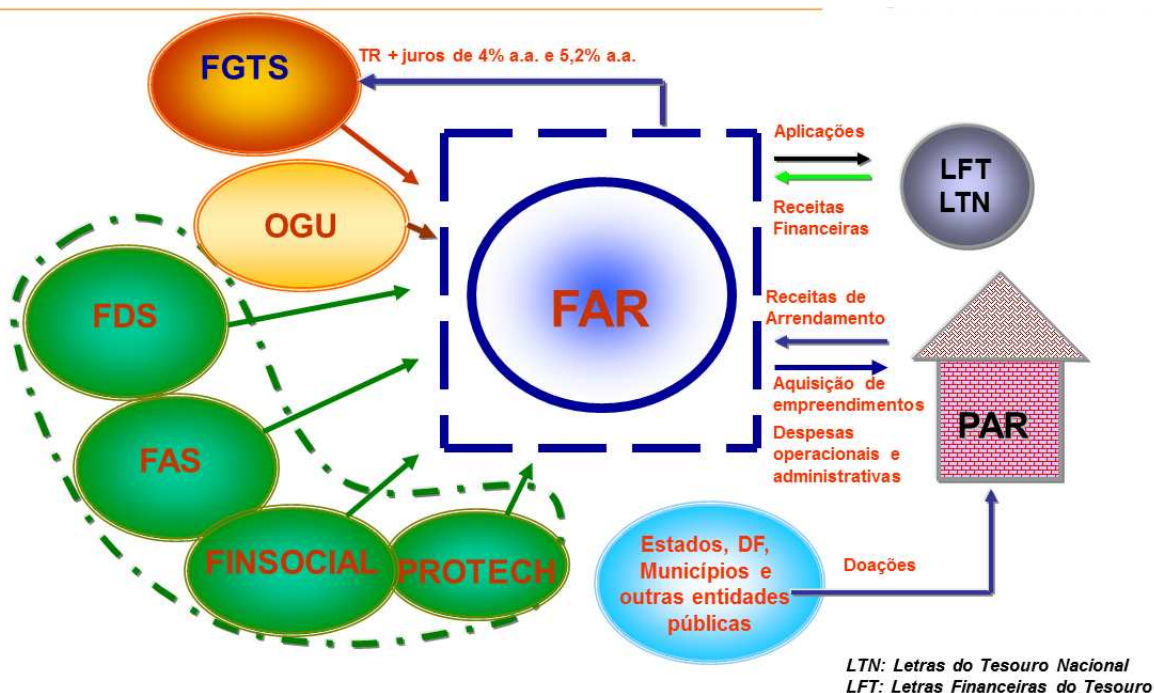 FGTS
TR + juros de 4% a.a. e 5,2% a.a.
OGU
FDS
FAS
FINSOCIAL
PROTECH
FAR
Aplicações
Receitas
Financeiras
LFT
LTN
Receitas de
Arrendamento
Aquisição de
empreendimentos
Despesas
operacionais e
administrativas
PAR
Estados, DF,
Municípios e
outras entidades
públicas
Doações
LTN: Letras do Tesouro Nacional
LFT: Letras Financeiras do Tesouro